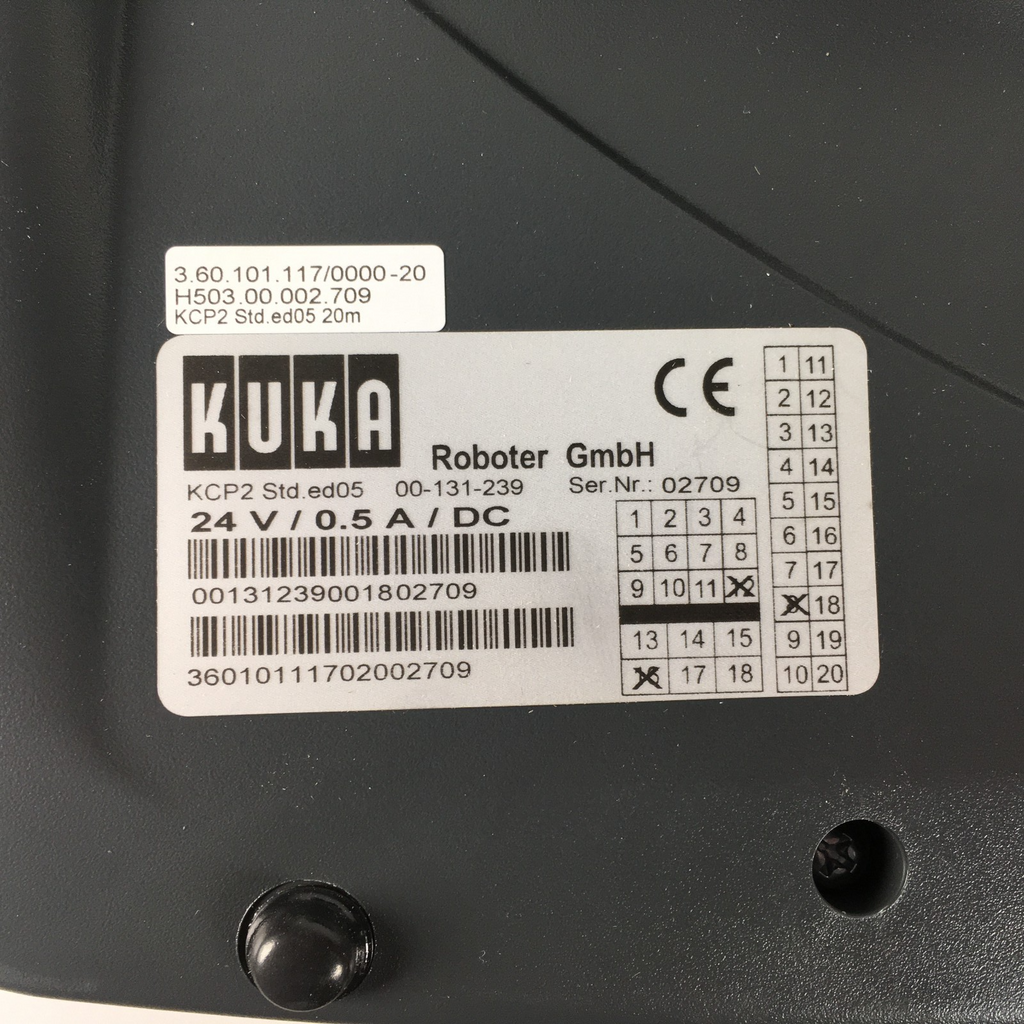 3.60.101.117/0000-20
H503.00.002.709
KCP2 Std.ed05 20m
KUKA
Roboter GmbH
CE
KCP2 Std.ed05 00-131-239 Ser.Nr.: 02709
24 V / 0.5 A / DC
00131239001802709
36010111702002709
1 2 3 4
5 6 7 8
9 10 11 12
13 14 15
16 17 18
1 11
2 12
3 13
4 14
5 15
6 16
7 17
8 18
9 19
10 20